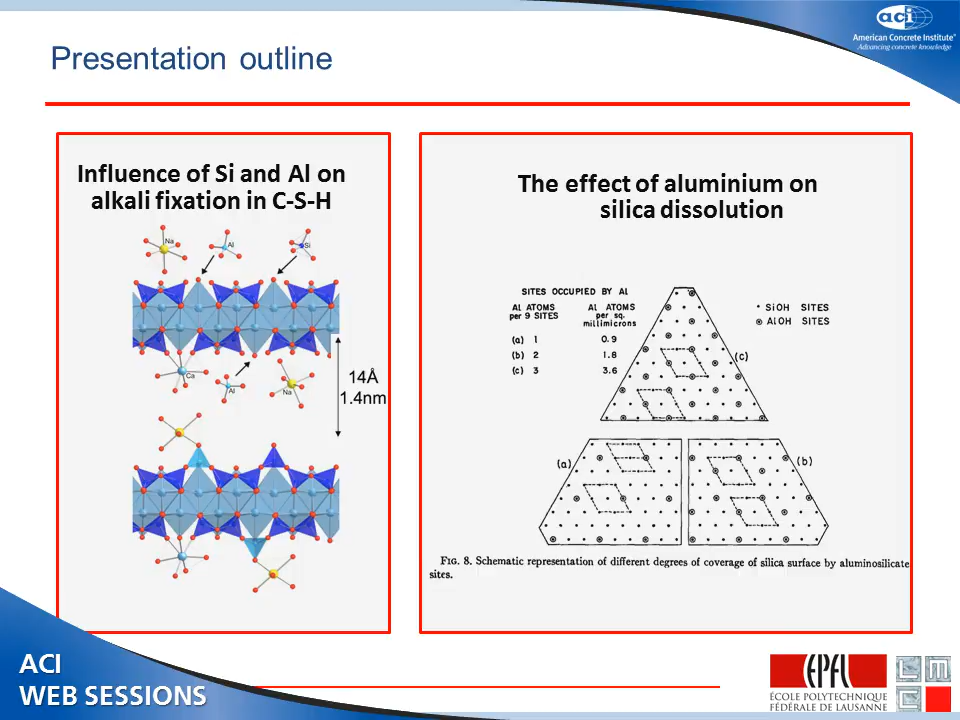 Presentation outline
aci
American Concrete Institute®
Advancing concrete knowledge
Influence of Si and Al on
alkali fixation in C-S-H
Na
Al
Si
Ca
Al
Na
14Å
1.4nm
The effect of aluminium on
silica dissolution
SITES OCCUPIED BY Al
Al ATOMS per 9 SITES
Al ATOMS per sq. millimicrons
(a) 1 0.9
(b) 2 1.8
(c) 3 3.6
• SiOH SITES
⦿ AlOH SITES
(c)
(a)
(b)
FIG. 8. Schematic representation of different degrees of coverage of silica surface by aluminosilicate
sites.
ACI
WEB SESSIONS
EPFL
ÉCOLE POLYTECHNIQUE
FÉDÉRALE DE LAUSANNE
L M
C